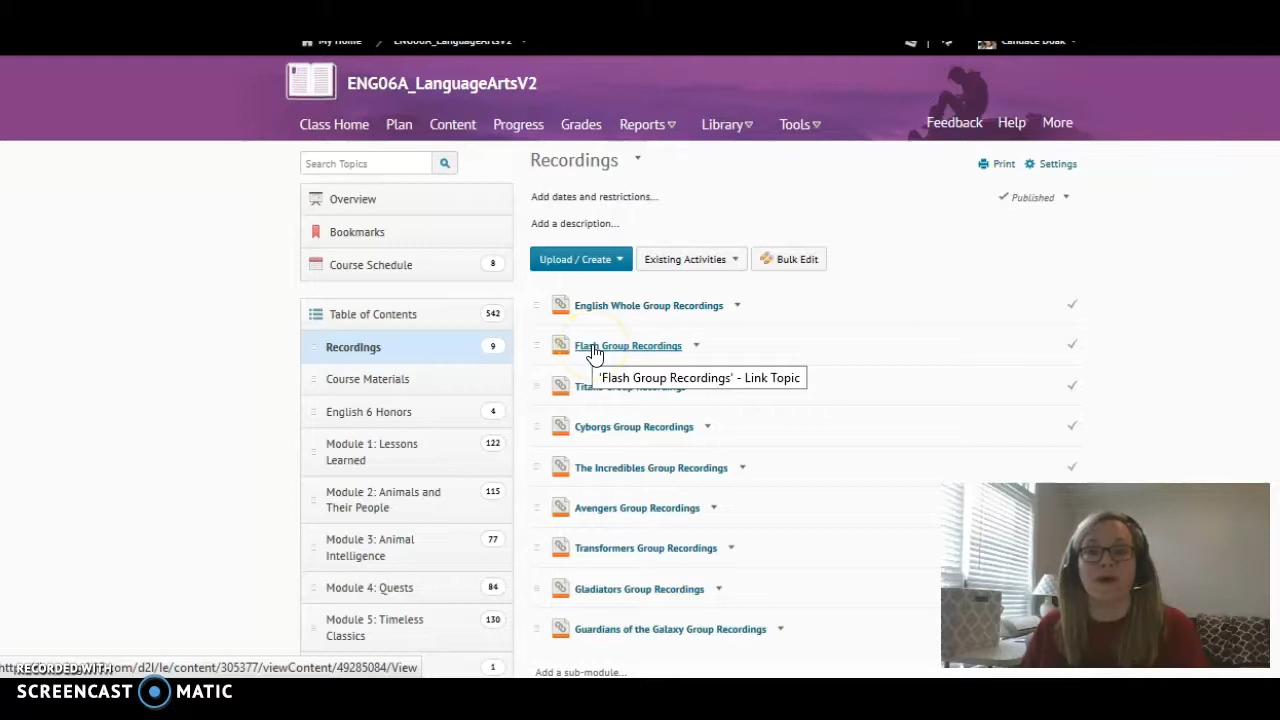 My Home ENG06A_LanguageArtsV2 Candace Doak
ENG06A_LanguageArtsV2
Class Home Plan Content Progress Grades Reports Library Tools Feedback Help More
Search Topics
Overview
Bookmarks
Course Schedule 8
Table of Contents 542
Recordings 9
Course Materials
English 6 Honors 4
Module 1: Lessons Learned 122
Module 2: Animals and Their People 115
Module 3: Animal Intelligence 77
Module 4: Quests 84
Module 5: Timeless Classics 130
1
Recordings
Print Settings
Add dates and restrictions...
Published
Add a description...
Upload / Create Existing Activities Bulk Edit
English Whole Group Recordings
Flash Group Recordings
'Flash Group Recordings' - Link Topic
Titans Group Recordings
Cyborgs Group Recordings
The Incredibles Group Recordings
Avengers Group Recordings
Transformers Group Recordings
Gladiators Group Recordings
Guardians of the Galaxy Group Recordings
Add a sub-module...
.com/d2l/le/content/305377/viewContent/49285084/View
RECORDED WITH
SCREENCAST MATIC